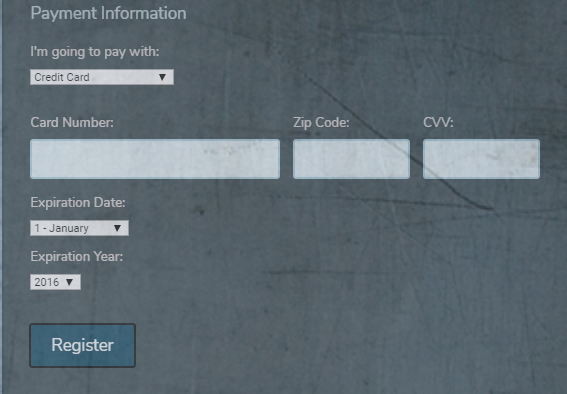 Payment Information
I'm going to pay with:
Credit Card
Card Number: Zip Code: CVV:
Expiration Date:
1 - January
Expiration Year:
2016
Register